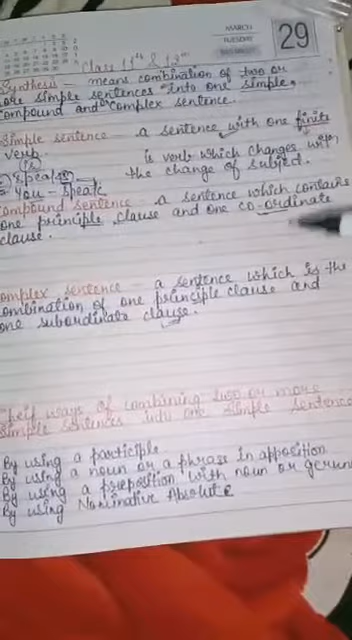 MARCH
TUESDAY
29
Class 11th & 12th
Synthesis - means combination of two or
more simple sentences into one simple,
compound and complex sentence.
Simple sentence - a sentence with one finite
verb. is verb which changes with
the change of subject.
You - speak
compound sentence - a sentence which contains
one principle clause and one co-ordinate
clause.
complex sentence - a sentence which is the
combination of one principle clause and
one subordinate clause.
ways of combining two or more
simple sentences into one simple sentence
By using a participle
By using a noun or a phrase in apposition
By using a preposition with noun or gerund
By using Nominative Absolute